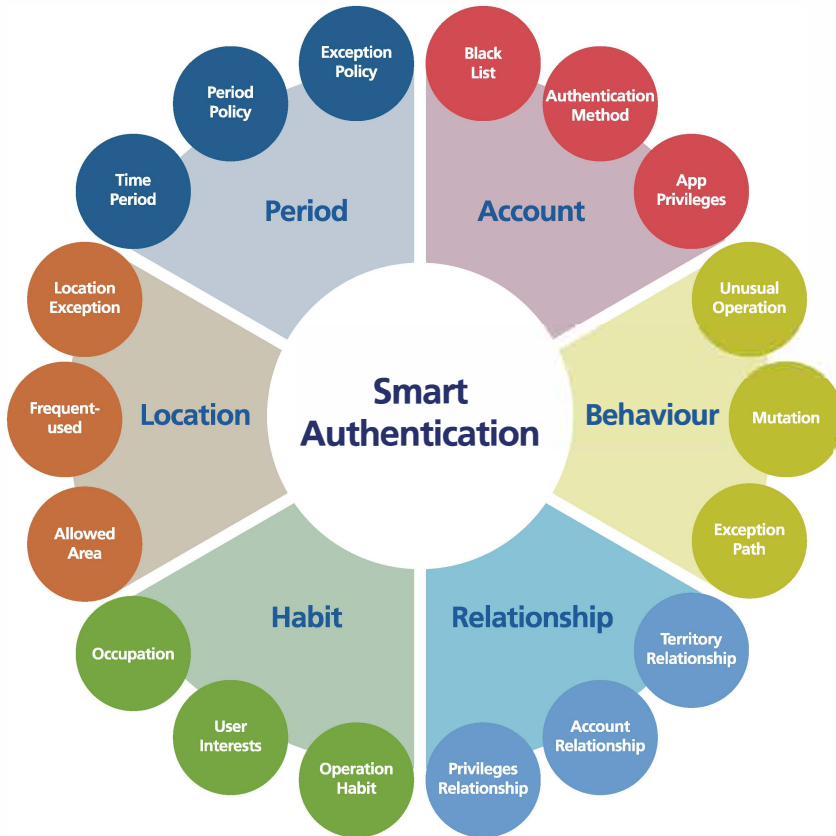 Smart
Authentication
Period
Exception
Policy
Period
Policy
Time
Period
Account
Black
List
Authentication
Method
App
Privileges
Behaviour
Unusual
Operation
Mutation
Exception
Path
Relationship
Territory
Relationship
Account
Relationship
Privileges
Relationship
Habit
Operation
Habit
User
Interests
Occupation
Location
Allowed
Area
Frequent-
used
Location
Exception